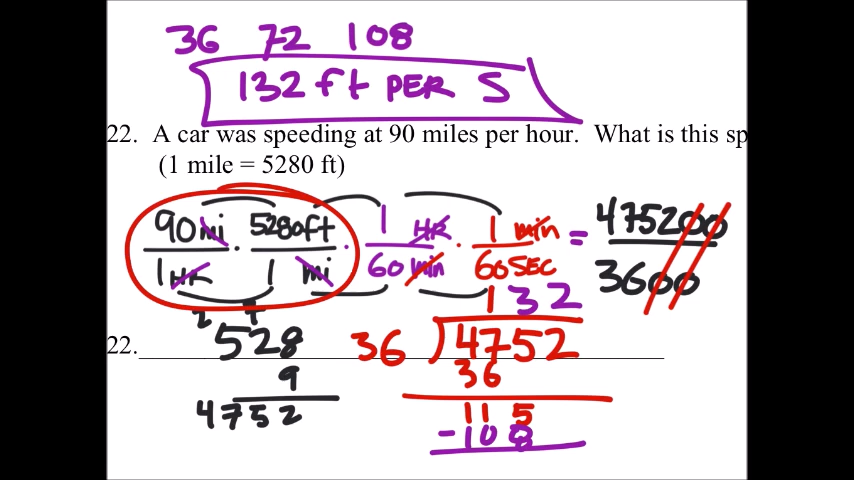 36 72 108
132 ft PER S
22. A car was speeding at 90 miles per hour. What is this sp
(1 mile = 5280 ft)
90 mi / 1 HR · 5280 ft / 1 mi · 1 HR / 60 min · 1 min / 60 SEC = 475200 / 3600
2 7
132
22. 528 36 4752
9 36
4752 115
-108